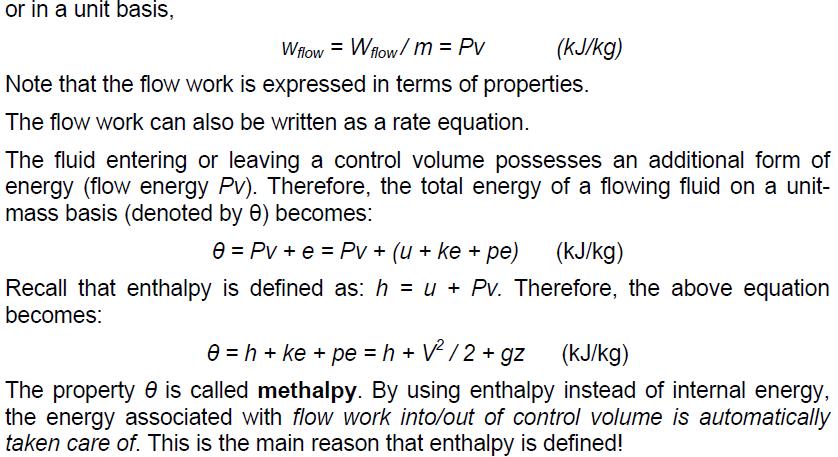 or in a unit basis,
wflow = Wflow / m = Pv (kJ/kg)
Note that the flow work is expressed in terms of properties.
The flow work can also be written as a rate equation.
The fluid entering or leaving a control volume possesses an additional form of
energy (flow energy Pv). Therefore, the total energy of a flowing fluid on a unit-
mass basis (denoted by θ) becomes:
θ = Pv + e = Pv + (u + ke + pe) (kJ/kg)
Recall that enthalpy is defined as: h = u + Pv. Therefore, the above equation
becomes:
θ = h + ke + pe = h + V² / 2 + gz (kJ/kg)
The property θ is called methalpy. By using enthalpy instead of internal energy,
the energy associated with flow work into/out of control volume is automatically
taken care of. This is the main reason that enthalpy is defined!